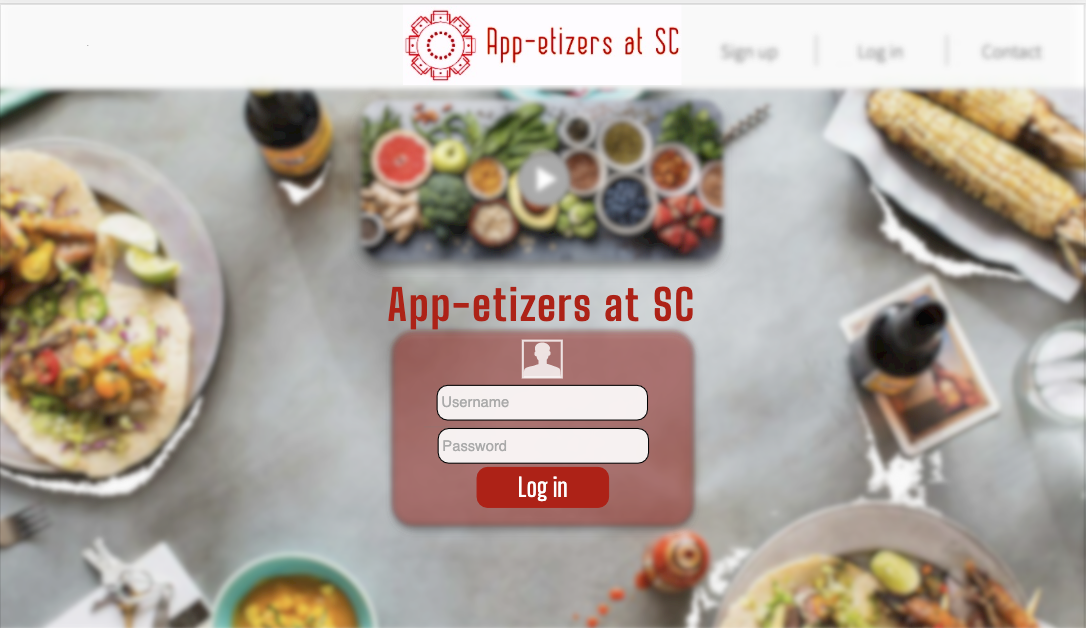 App-etizers at SC
Sign up
Log in
Contact
App-etizers at SC
Username
Password
Log in